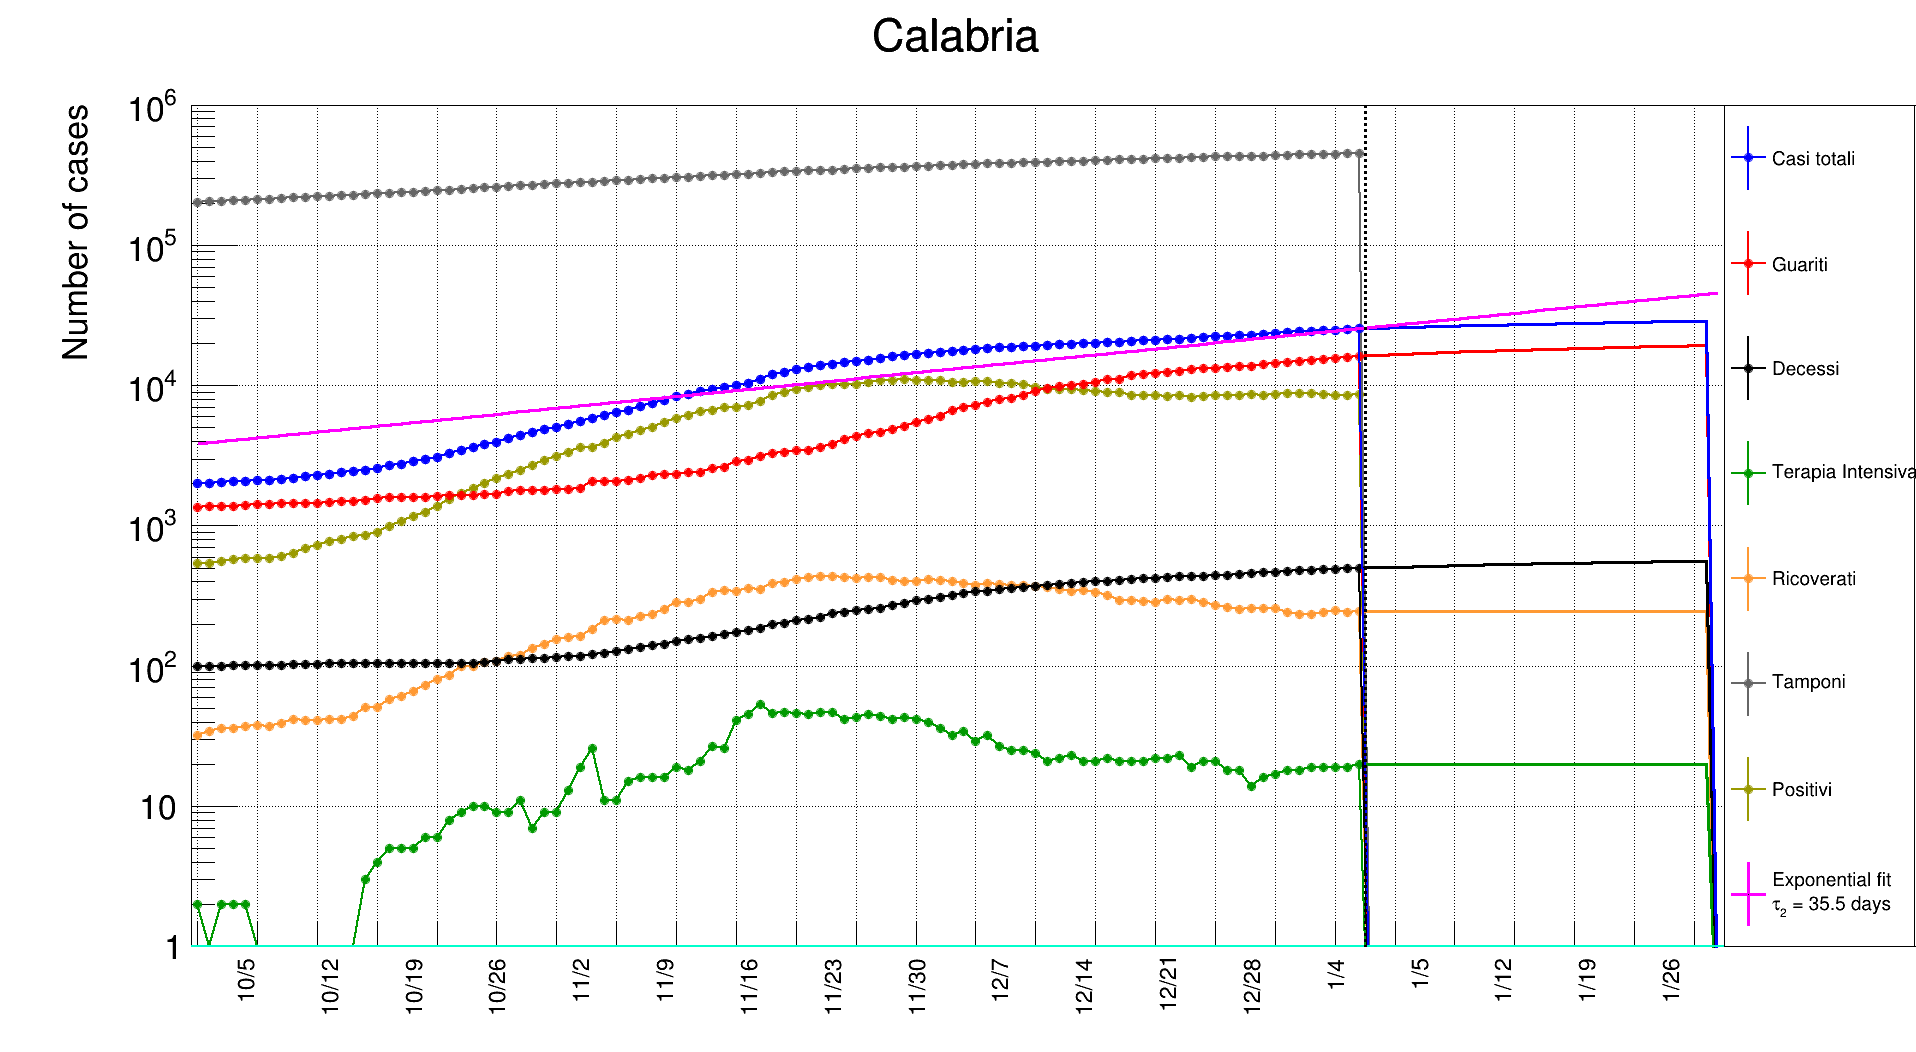 Calabria
Number of cases
10^6
10^5
10^4
10^3
10^2
10
1
10/5
10/12
10/19
10/26
11/2
11/9
11/16
11/23
11/30
12/7
12/14
12/21
12/28
1/4
1/5
1/12
1/19
1/26
Casi totali
Guariti
Decessi
Terapia Intensiva
Ricoverati
Tamponi
Positivi
Exponential fit
τ₂ = 35.5 days